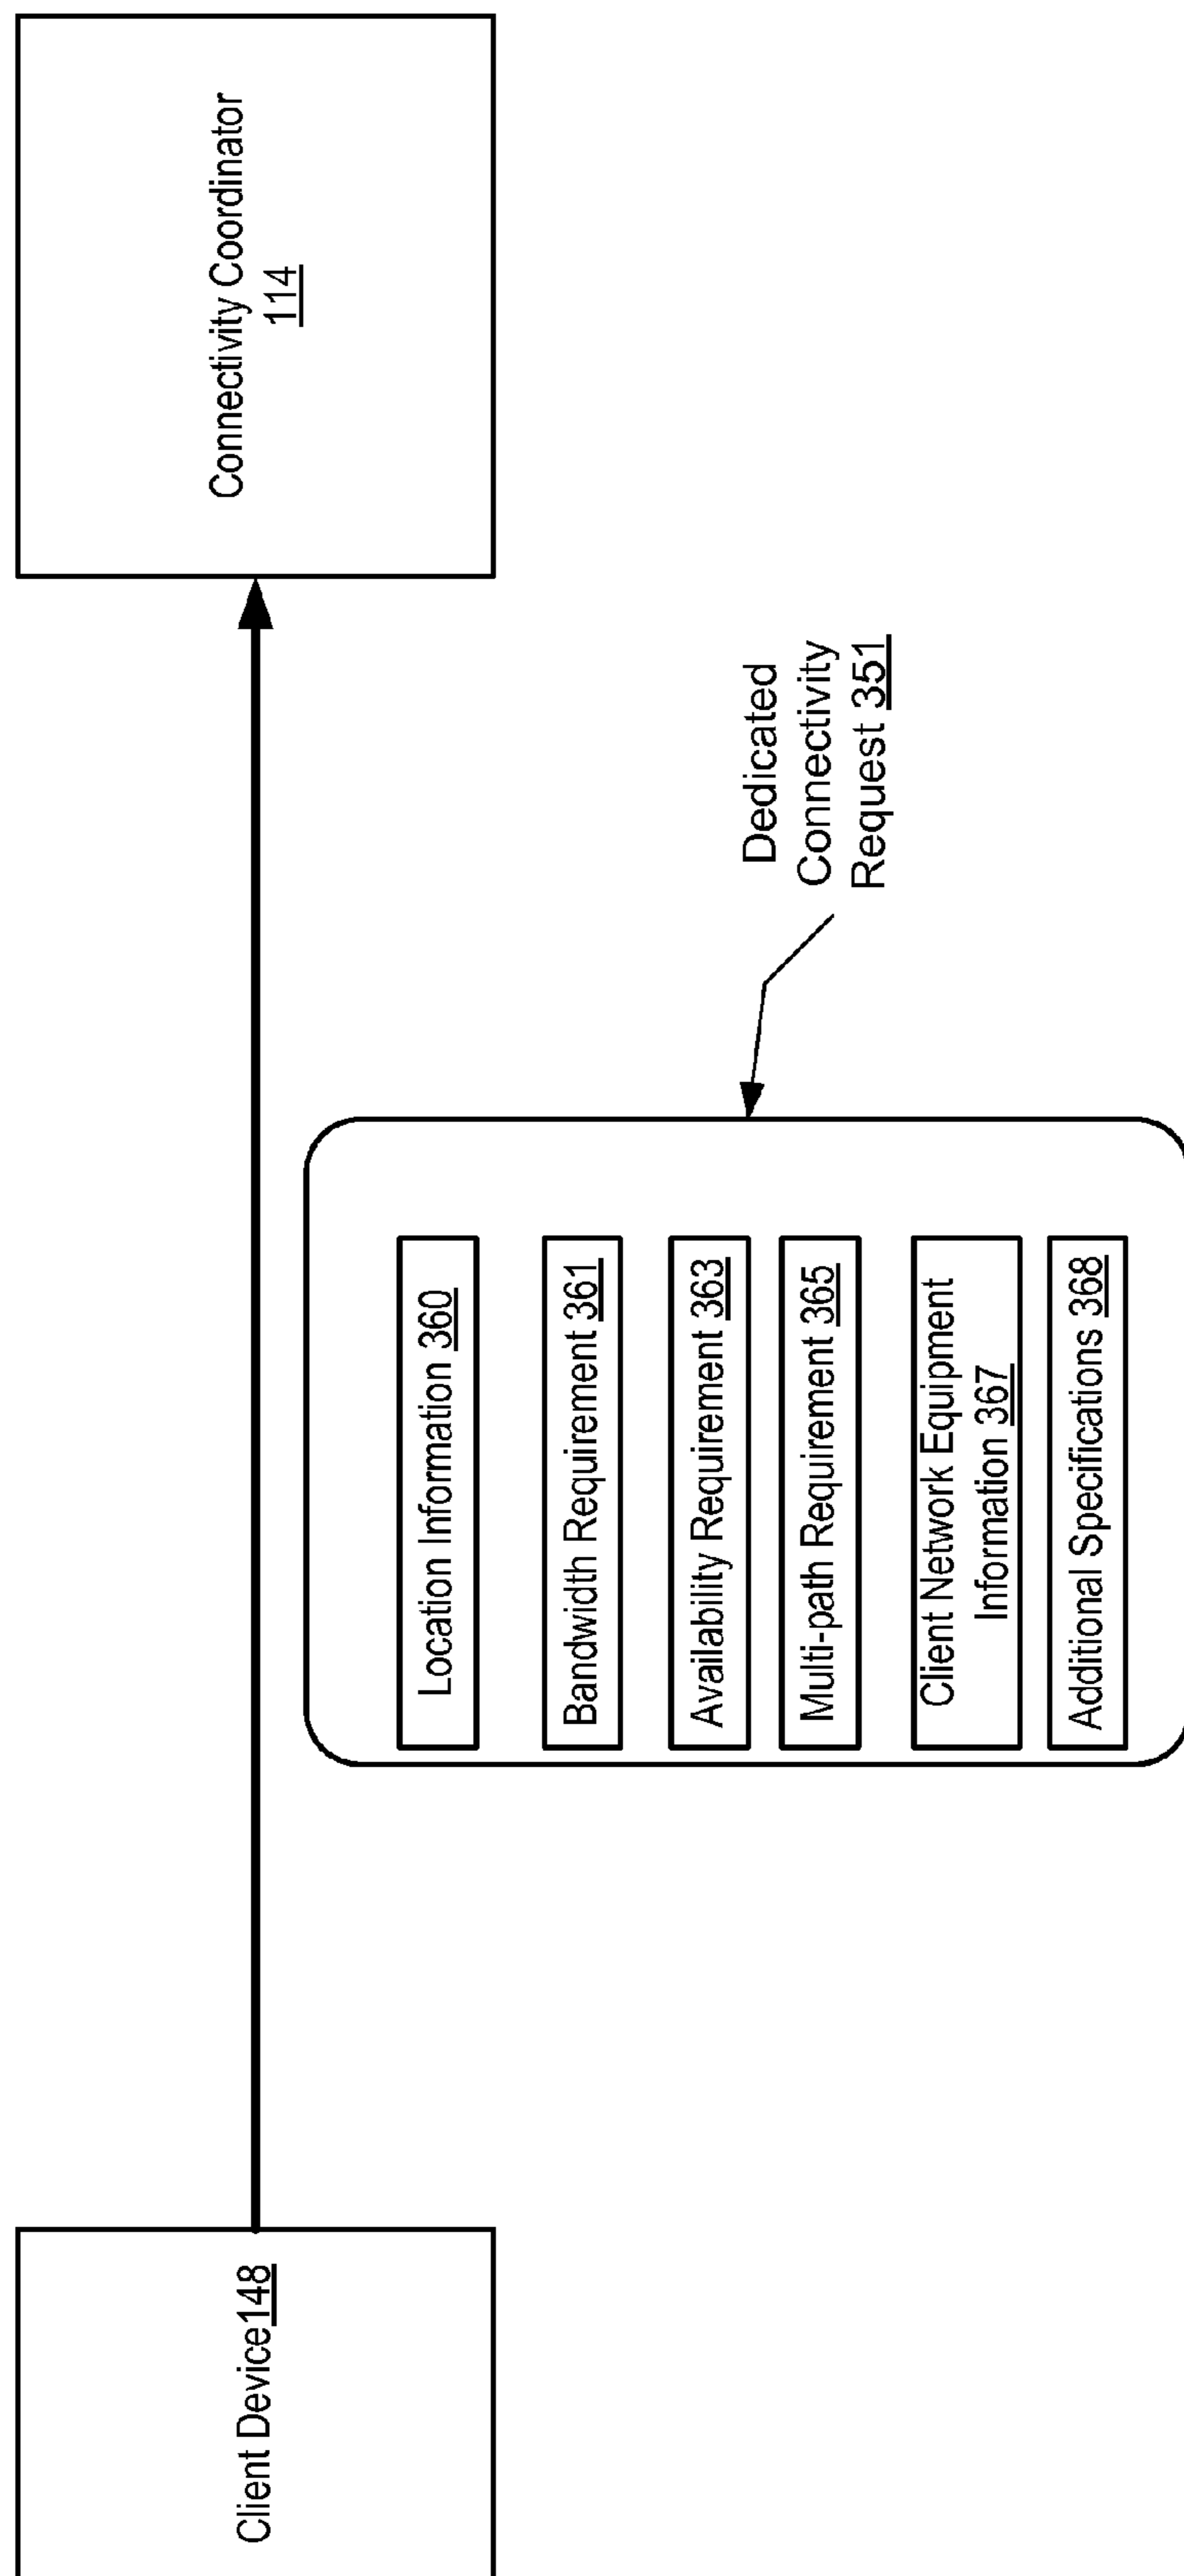 Client Device148
Connectivity Coordinator
114
Location Information 360
Bandwidth Requirement 361
Availability Requirement 363
Multi-path Requirement 365
Client Network Equipment
Information 367
Additional Specifications 368
Dedicated
Connectivity
Request 351